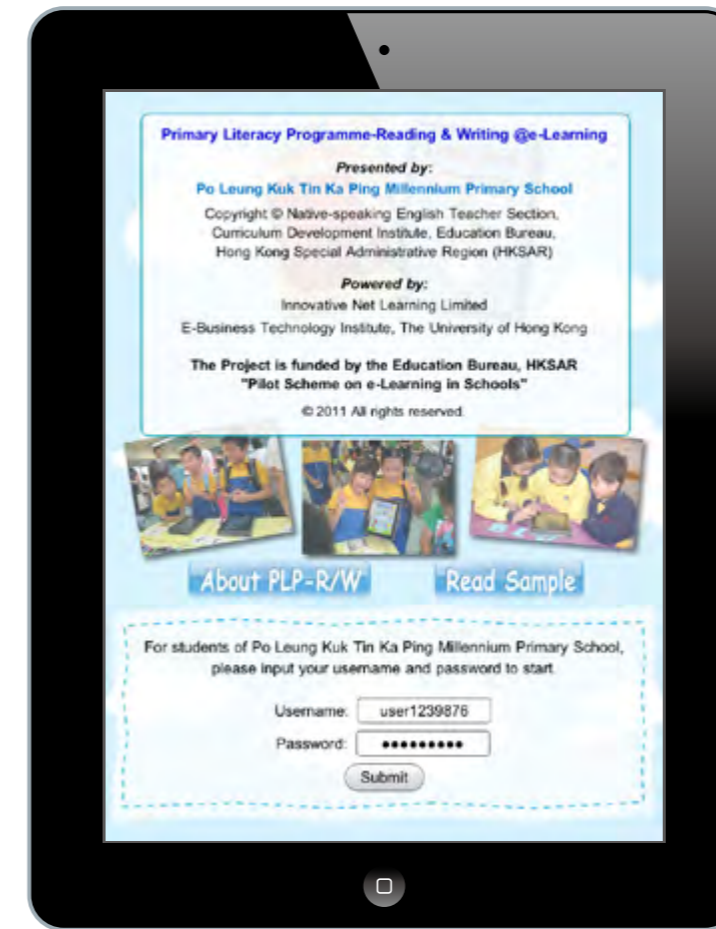 Primary Literacy Programme-Reading & Writing @e-Learning
Presented by:
Po Leung Kuk Tin Ka Ping Millennium Primary School
Copyright © Native-speaking English Teacher Section,
Curriculum Development Institute, Education Bureau,
Hong Kong Special Administrative Region (HKSAR)
Powered by:
Innovative Net Learning Limited
E-Business Technology Institute, The University of Hong Kong
The Project is funded by the Education Bureau, HKSAR
"Pilot Scheme on e-Learning in Schools"
© 2011 All rights reserved.
About PLP-R/W
Read Sample
For students of Po Leung Kuk Tin Ka Ping Millennium Primary School,
please input your username and password to start.
Username: user1239876
Password: •••••••••
Submit